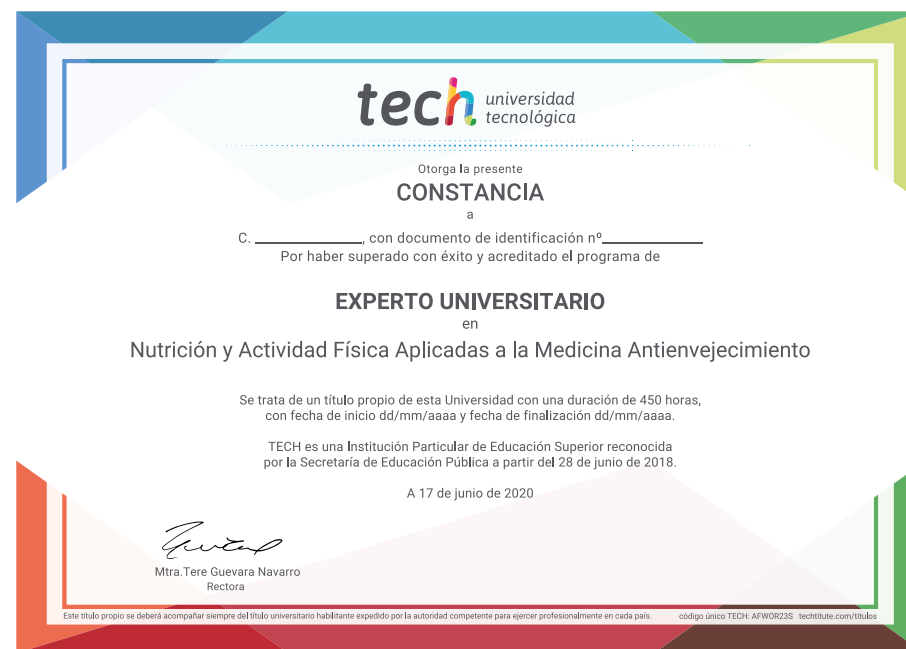 tech universidad
tecnológica
Otorga la presente
CONSTANCIA
a
C. ____________, con documento de identificación nº____________
Por haber superado con éxito y acreditado el programa de
EXPERTO UNIVERSITARIO
en
Nutrición y Actividad Física Aplicadas a la Medicina Antienvejecimiento
Se trata de un título propio de esta Universidad con una duración de 450 horas,
con fecha de inicio dd/mm/aaaa y fecha de finalización dd/mm/aaaa.
TECH es una Institución Particular de Educación Superior reconocida
por la Secretaría de Educación Pública a partir del 28 de junio de 2018.
A 17 de junio de 2020
Mtra.Tere Guevara Navarro
Rectora
Este título propio se deberá acompañar siempre del título universitario habilitante expedido por la autoridad competente para ejercer profesionalmente en cada país. código único TECH: AFWOR23S techtitute.com/títulos